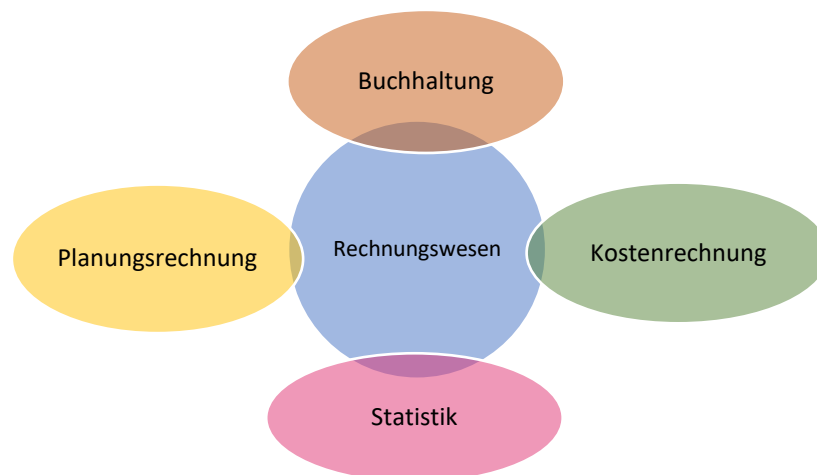 Buchhaltung
Planungsrechnung
Rechnungswesen
Kostenrechnung
Statistik